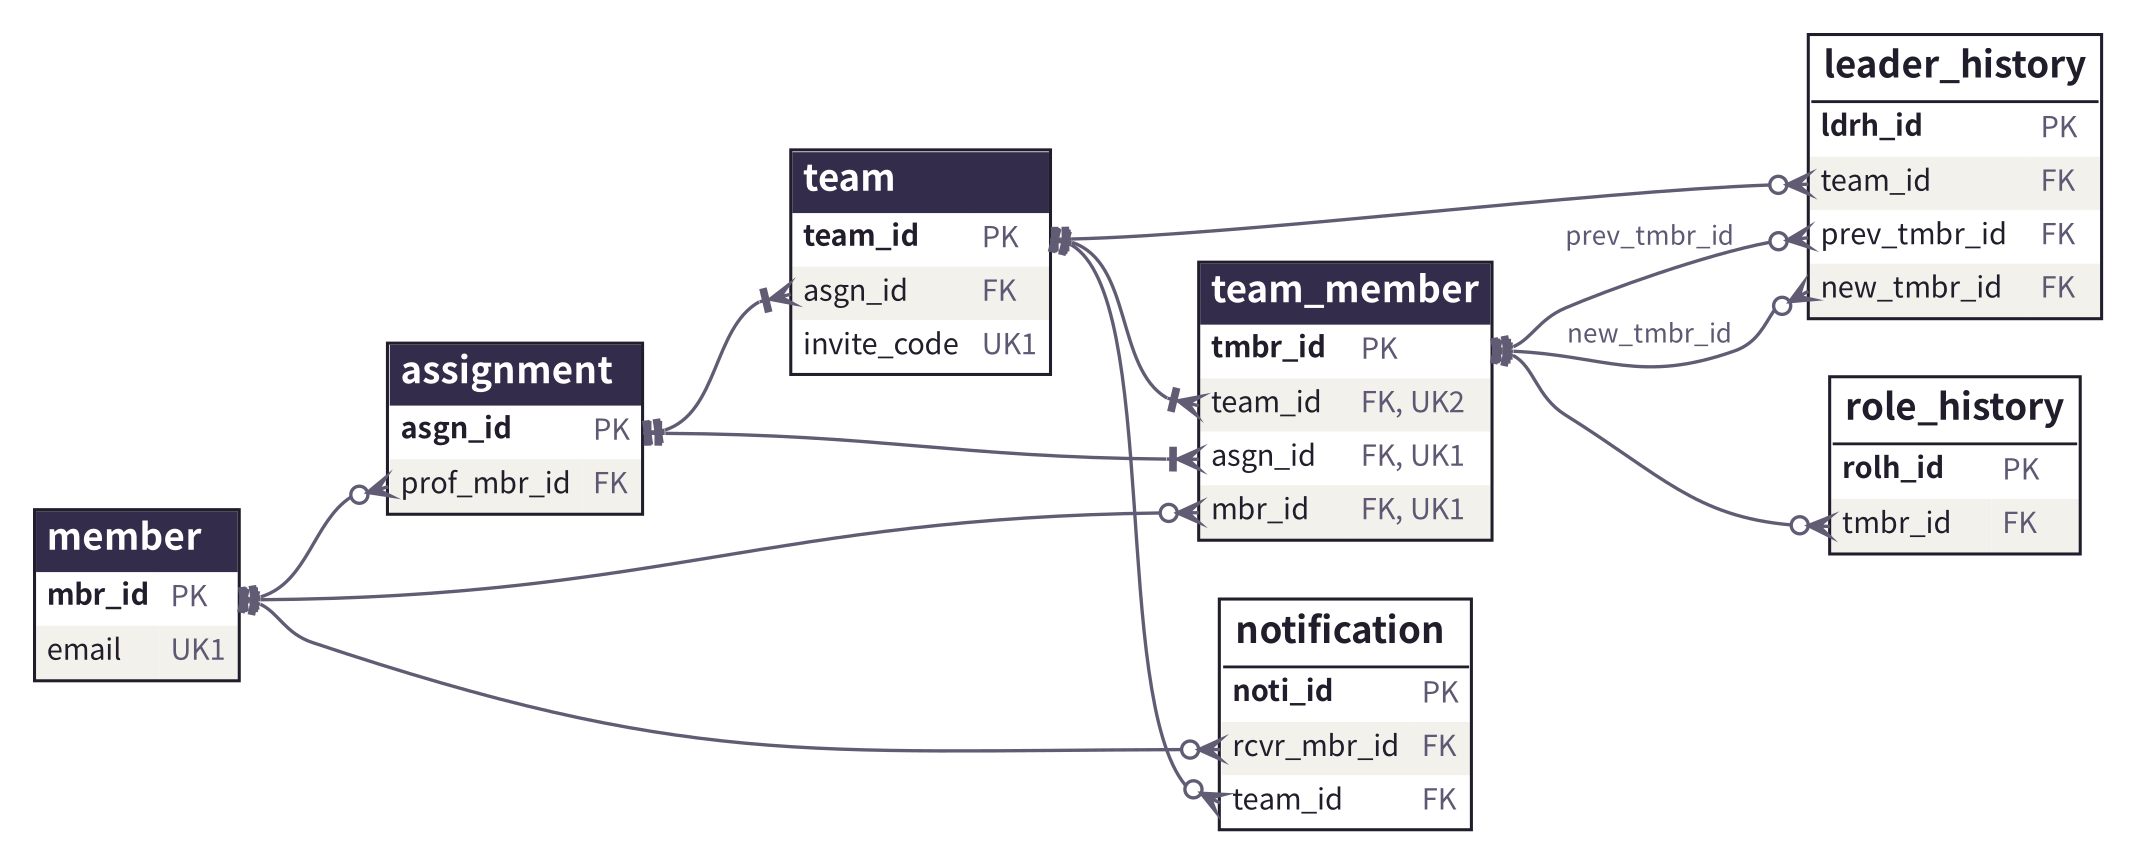 leader_history
ldrh_id PK
team_id FK
prev_tmbr_id FK
new_tmbr_id FK
prev_tmbr_id
new_tmbr_id
team
team_id PK
asgn_id FK
invite_code UK1
team_member
tmbr_id PK
team_id FK, UK2
asgn_id FK, UK1
mbr_id FK, UK1
assignment
asgn_id PK
prof_mbr_id FK
role_history
rolh_id PK
tmbr_id FK
member
mbr_id PK
email UK1
notification
noti_id PK
rcvr_mbr_id FK
team_id FK